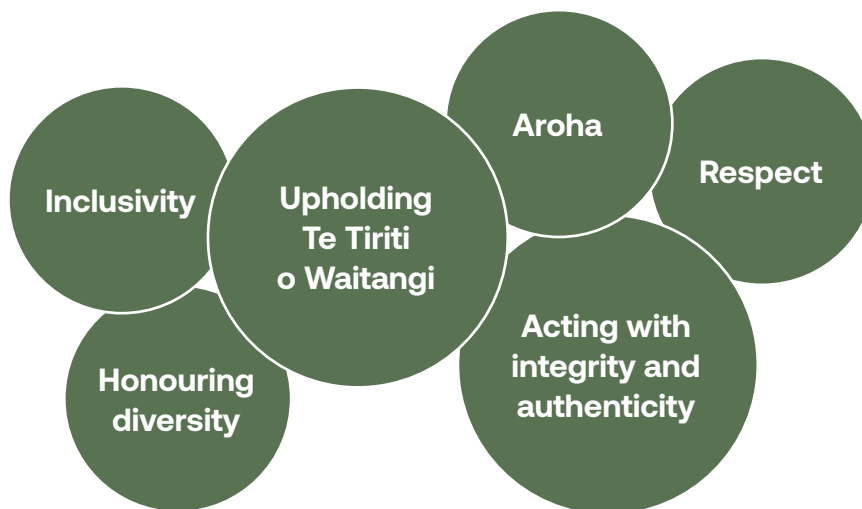 Inclusivity
Upholding
Te Tiriti
o Waitangi
Aroha
Respect
Honouring
diversity
Acting with
integrity and
authenticity